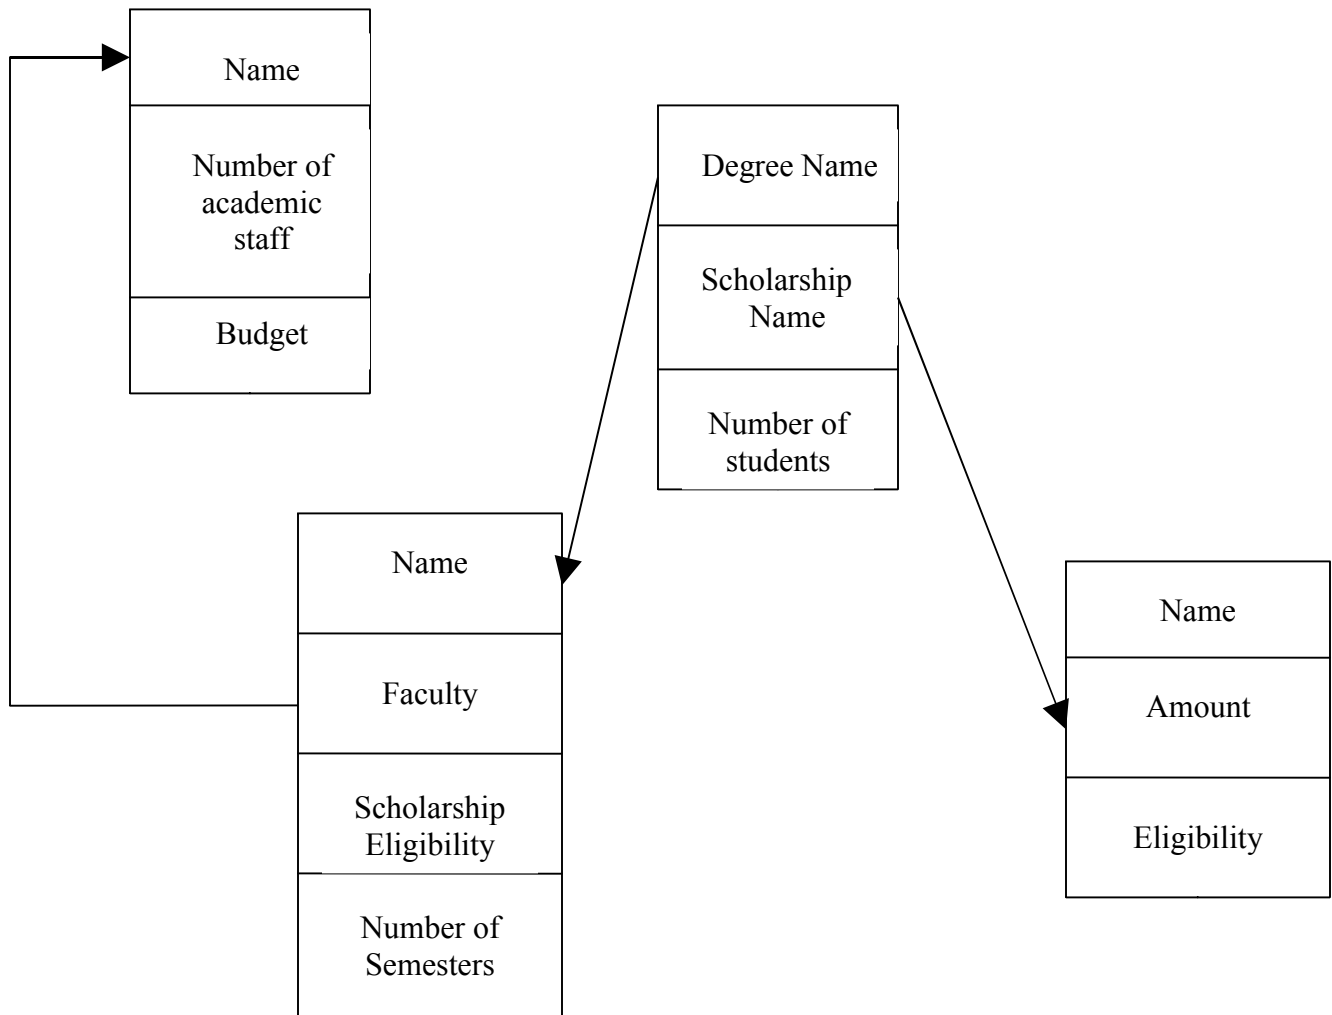 Name
Number of
academic
staff
Budget
Degree Name
Scholarship
Name
Number of
students
Name
Faculty
Scholarship
Eligibility
Number of
Semesters
Name
Amount
Eligibility